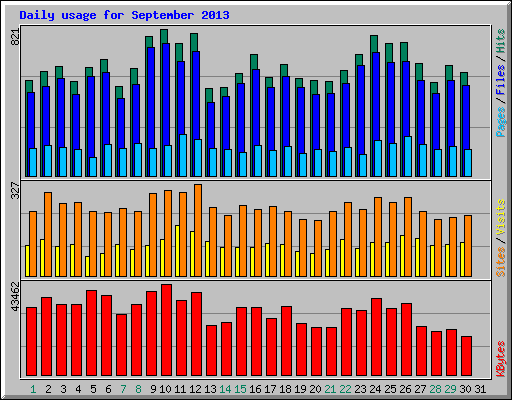 Daily usage for September 2013
821
Pages / Files / Hits
327
Sites / Visits
43462
KBytes
1 2 3 4 5 6 7 8 9 10 11 12 13 14 15 16 17 18 19 20 21 22 23 24 25 26 27 28 29 30 31